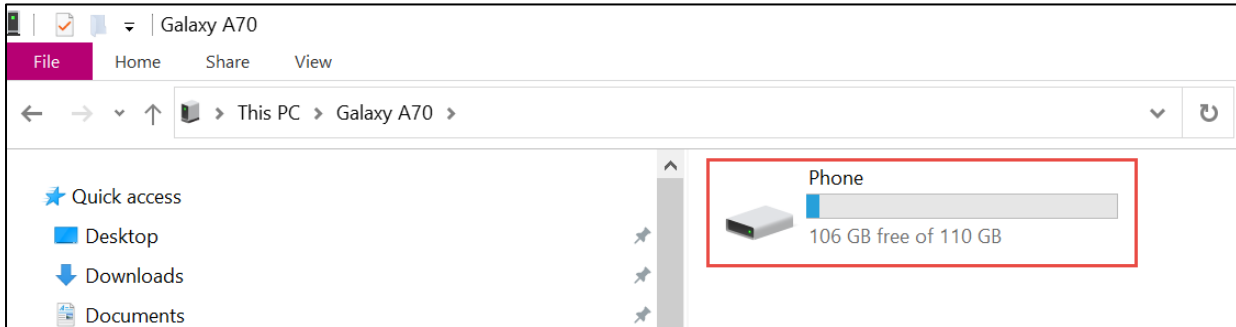 Galaxy A70
File Home Share View
This PC > Galaxy A70 >
Quick access
Desktop
Downloads
Documents
Phone
106 GB free of 110 GB